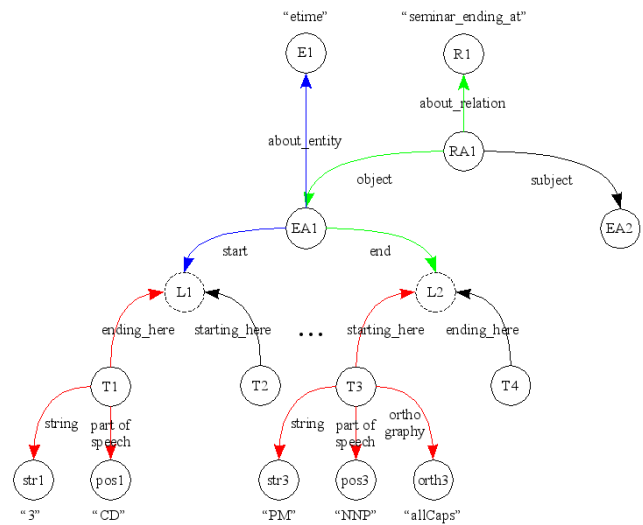 “etime”
“seminar_ending_at”
E1
R1
about_entity
about_relation
RA1
object
subject
EA1
EA2
start
end
L1
L2
ending_here
starting_here
...
starting_here
ending_here
T1
T2
T3
T4
string
part of
speech
string
part of
speech
ortho
graphy
str1
pos1
str3
pos3
orth3
“3”
“CD”
“PM”
“NNP”
“allCaps”